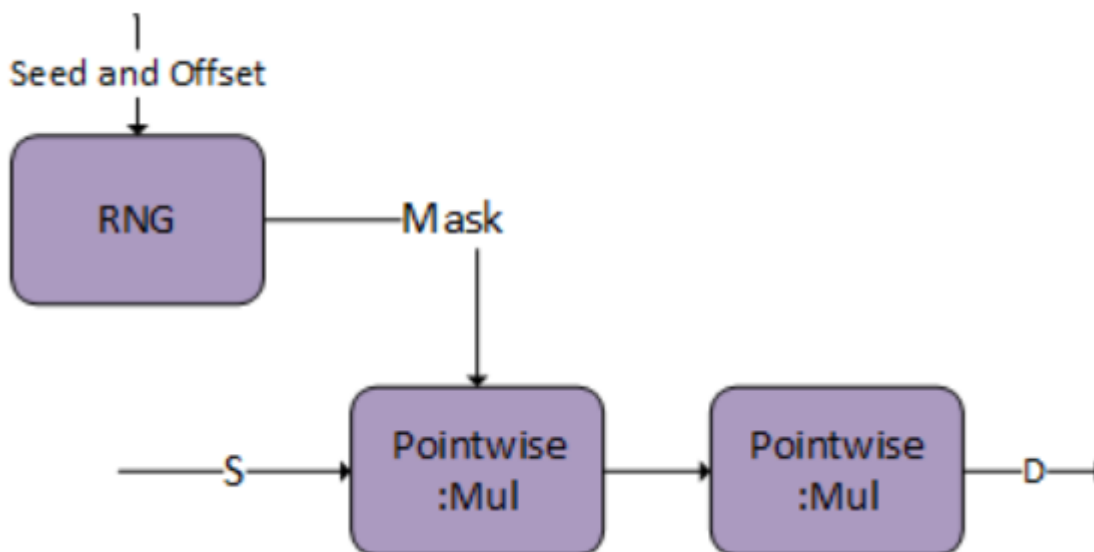 Seed and Offset
RNG
Mask
S
Pointwise
:Mul
Pointwise
:Mul
D